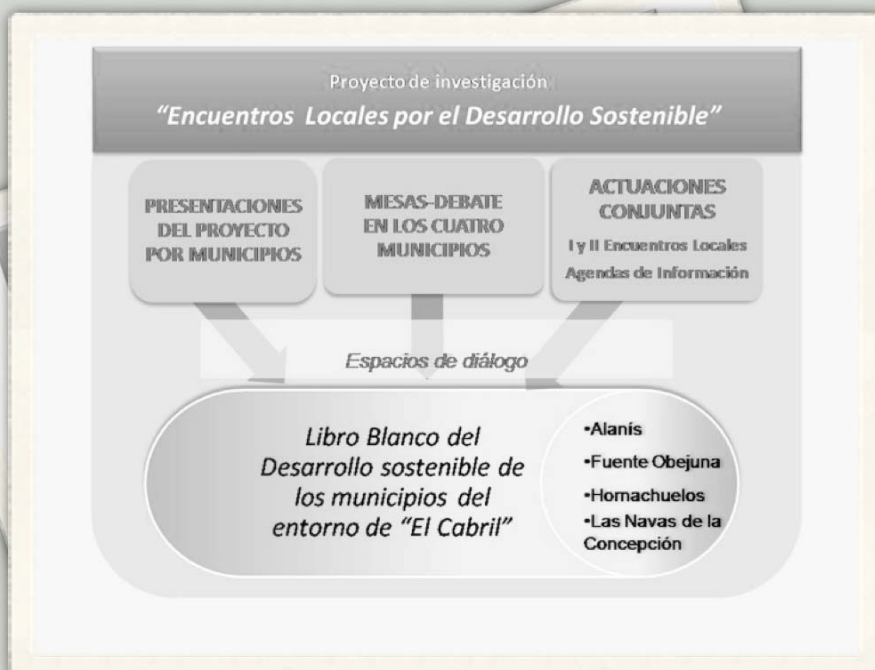 Proyecto de investigación
“Encuentros Locales por el Desarrollo Sostenible”
PRESENTACIONES
DEL PROYECTO
POR MUNICIPIOS
MESAS-DEBATE
EN LOS CUATRO
MUNICIPIOS
ACTUACIONES
CONJUNTAS
I y II Encuentros Locales
Agendas de Información
Espacios de diálogo
Libro Blanco del
Desarrollo sostenible de
los municipios del
entorno de “El Cabril”
•Alanís
•Fuente Obejuna
•Hornachuelos
•Las Navas de la
Concepción